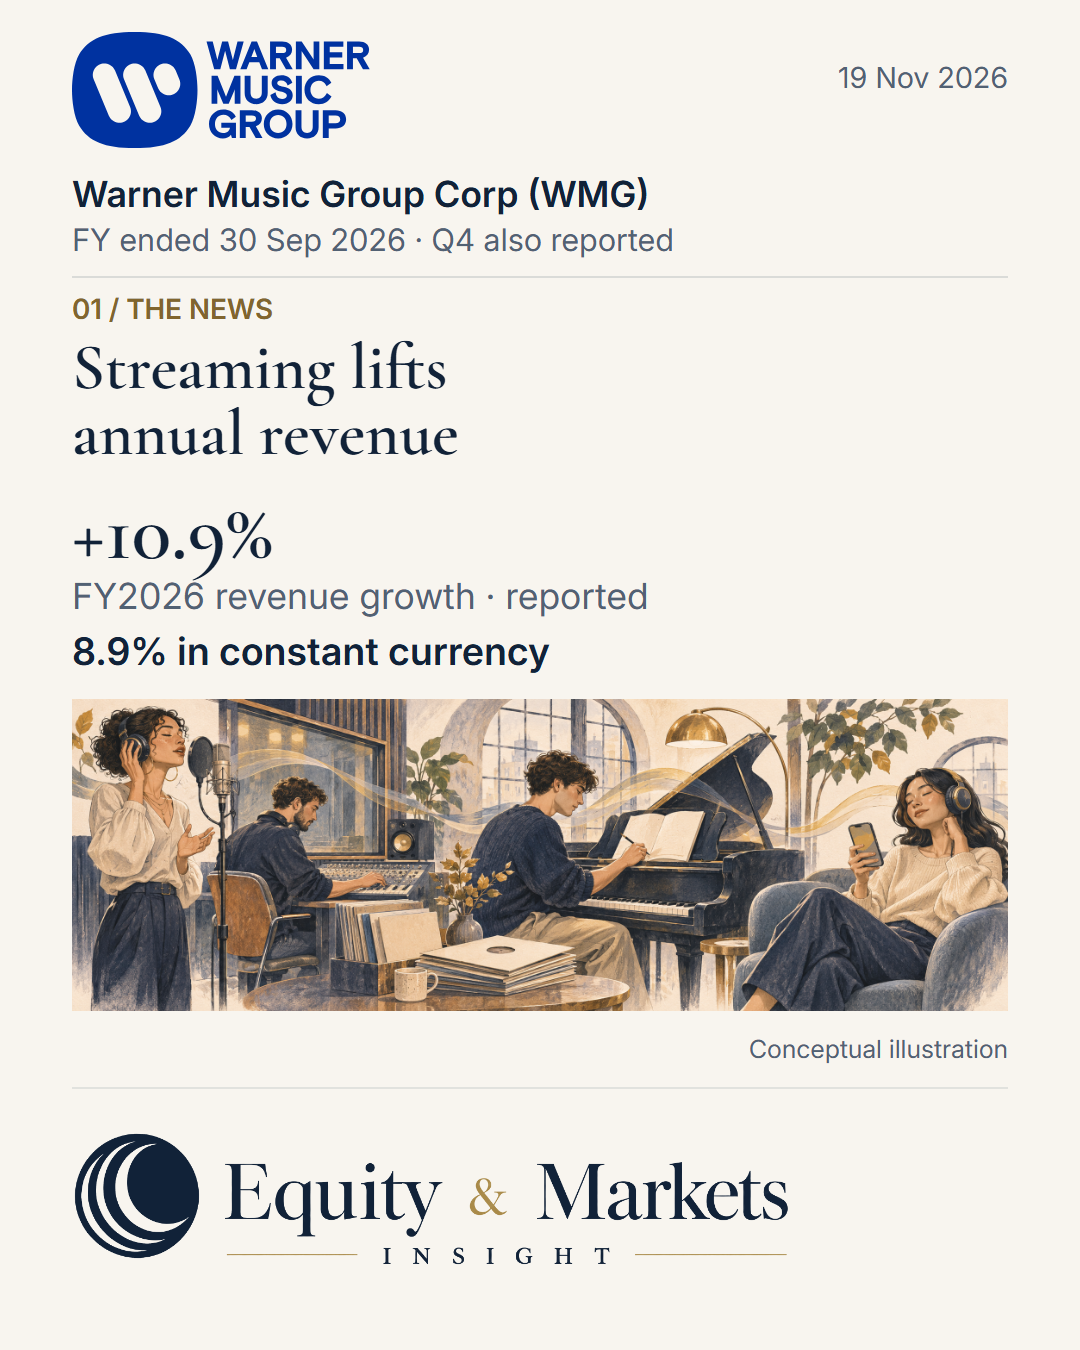 WARNER
MUSIC
GROUP
19 Nov 2026
Warner Music Group Corp (WMG)
FY ended 30 Sep 2026 · Q4 also reported
01 / THE NEWS
Streaming lifts
annual revenue
+10.9%
FY2026 revenue growth · reported
8.9% in constant currency
Conceptual illustration
Equity & Markets
INSIGHT